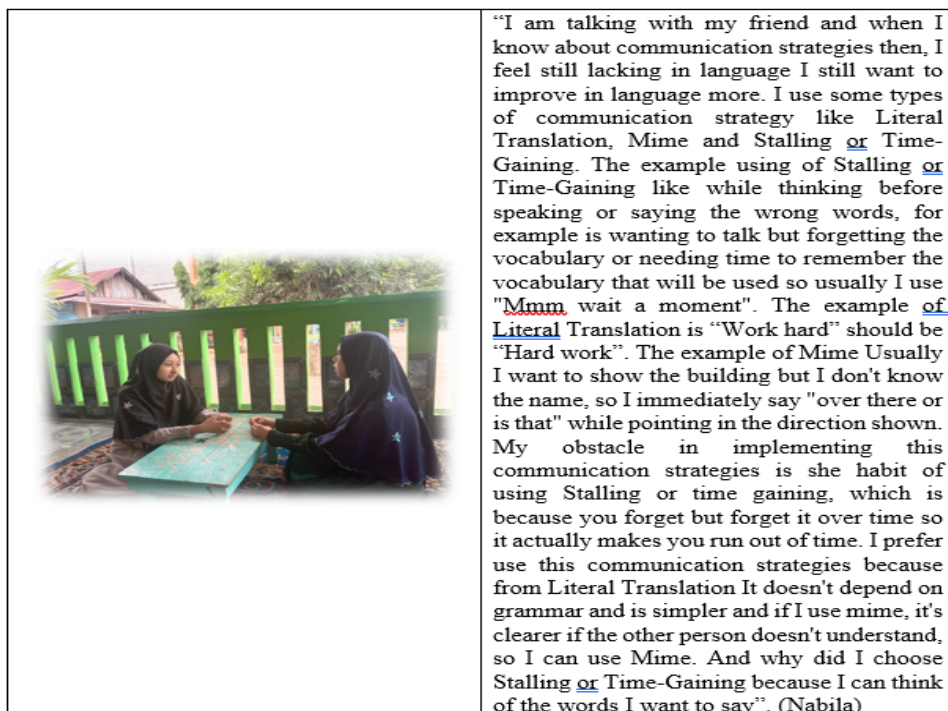 “I am talking with my friend and when I
know about communication strategies then, I
feel still lacking in language I still want to
improve in language more. I use some types
of communication strategy like Literal
Translation, Mime and Stalling or Time-
Gaining. The example using of Stalling or
Time-Gaining like while thinking before
speaking or saying the wrong words, for
example is wanting to talk but forgetting the
vocabulary or needing time to remember the
vocabulary that will be used so usually I use
"Mmm wait a moment". The example of
Literal Translation is “Work hard” should be
“Hard work”. The example of Mime Usually
I want to show the building but I don't know
the name, so I immediately say "over there or
is that" while pointing in the direction shown.
My obstacle in implementing this
communication strategies is she habit of
using Stalling or time gaining, which is
because you forget but forget it over time so
it actually makes you run out of time. I prefer
use this communication strategies because
from Literal Translation It doesn't depend on
grammar and is simpler and if I use mime, it's
clearer if the other person doesn't understand,
so I can use Mime. And why did I choose
Stalling or Time-Gaining because I can think
of the words I want to say”. (Nabila)